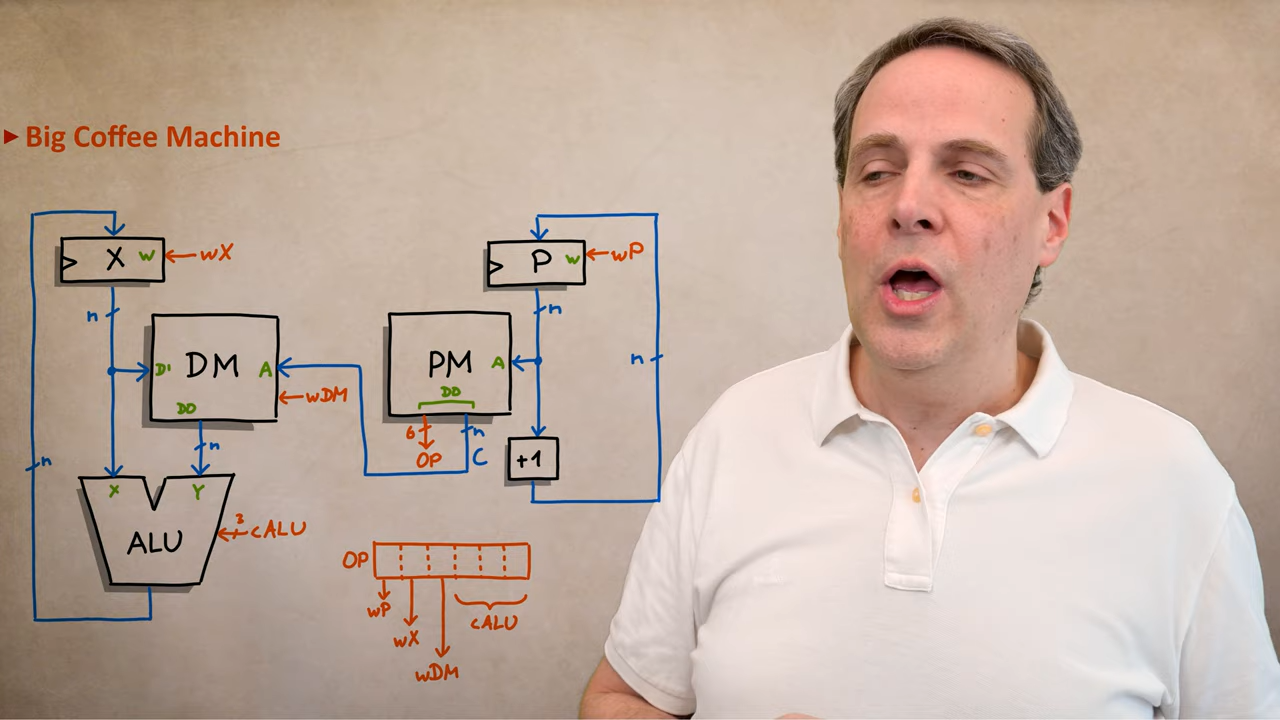 ▸ Big Coffee Machine
X W ← wX
P W ← wP
n
n
DM
DI
A
DO
← wDM
PM
A
DO
n
n
n
6
OP
n
C
+1
X
Y
ALU
3
cALU
OP
wP
wX
wDM
cALU